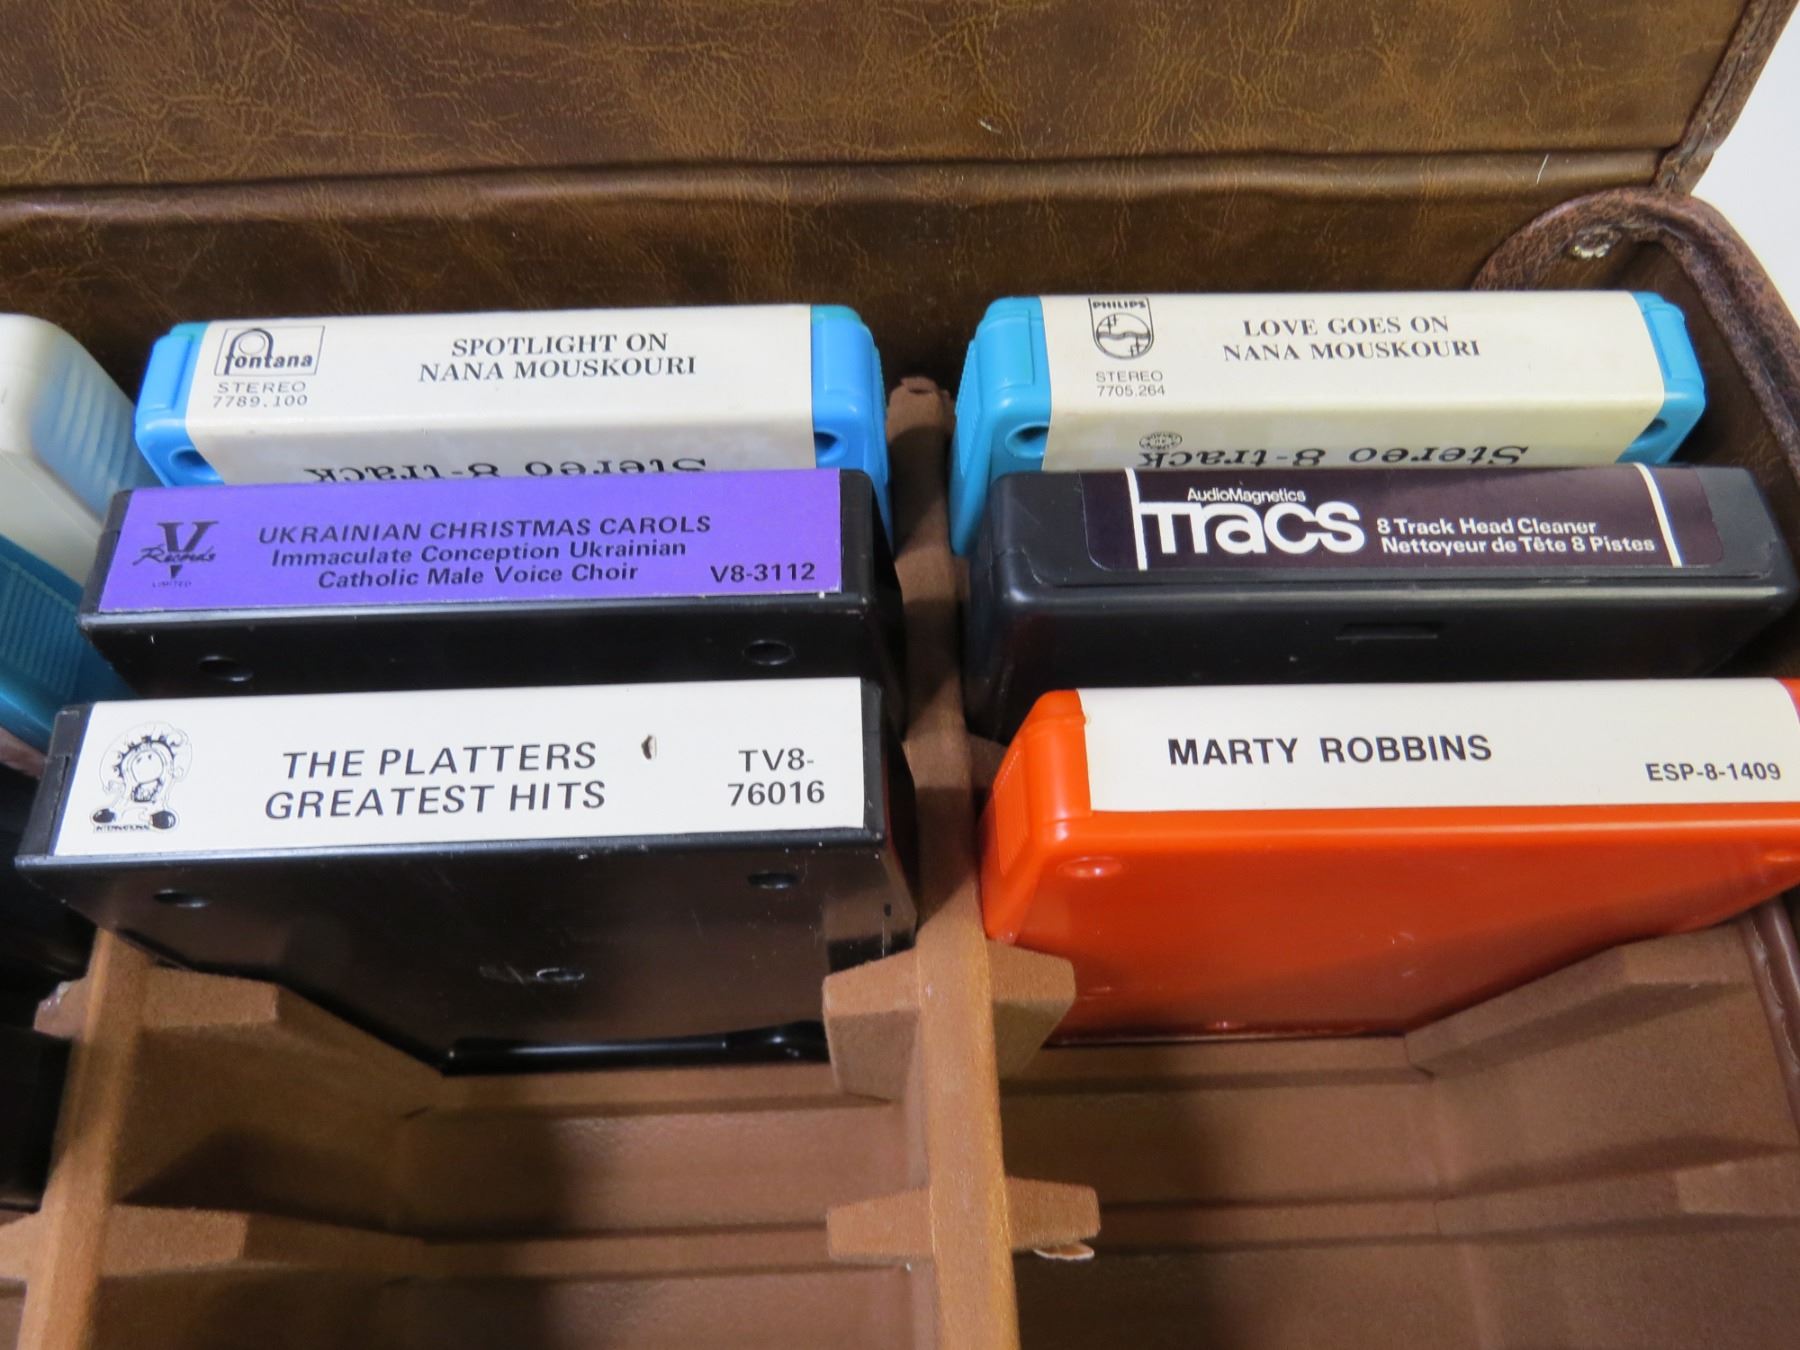 fontana
STEREO
7789.100
SPOTLIGHT ON
NANA MOUSKOURI
Stereo 8-track
PHILIPS
STEREO
7705.264
LOVE GOES ON
NANA MOUSKOURI
Stereo 8-track
V
Records
LIMITED
UKRAINIAN CHRISTMAS CAROLS
Immaculate Conception Ukrainian
Catholic Male Voice Choir
V8-3112
AudioMagnetics
TRacs
8 Track Head Cleaner
Nettoyeur de Tête 8 Pistes
INTERNATIONAL
THE PLATTERS
GREATEST HITS
TV8-
76016
MARTY ROBBINS
ESP-8-1409